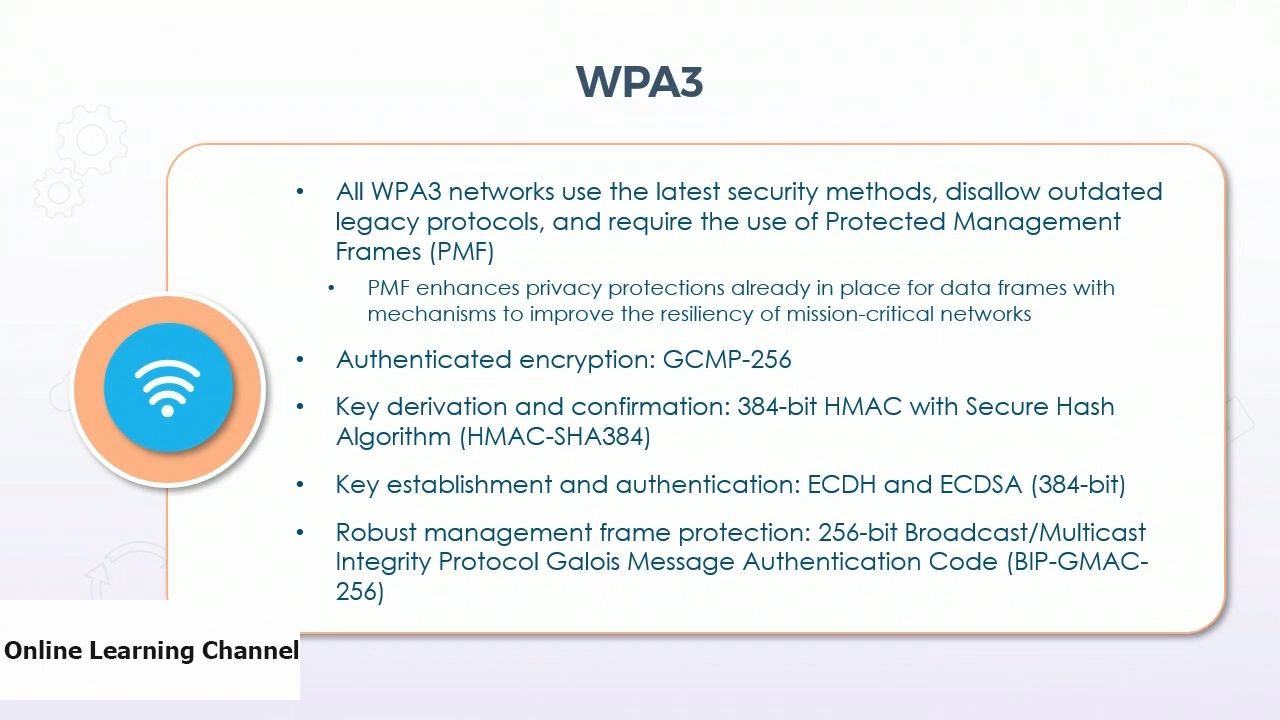 WPA3
• All WPA3 networks use the latest security methods, disallow outdated
legacy protocols, and require the use of Protected Management
Frames (PMF)
• PMF enhances privacy protections already in place for data frames with
mechanisms to improve the resiliency of mission-critical networks
• Authenticated encryption: GCMP-256
• Key derivation and confirmation: 384-bit HMAC with Secure Hash
Algorithm (HMAC-SHA384)
• Key establishment and authentication: ECDH and ECDSA (384-bit)
• Robust management frame protection: 256-bit Broadcast/Multicast
Integrity Protocol Galois Message Authentication Code (BIP-GMAC-
256)
Online Learning Channel